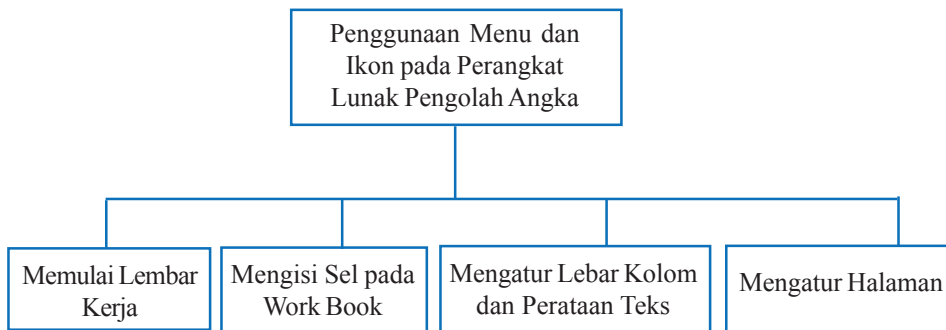 Penggunaan Menu dan
Ikon pada Perangkat
Lunak Pengolah Angka
Memulai Lembar
Kerja
Mengisi Sel pada
Work Book
Mengatur Lebar Kolom
dan Perataan Teks
Mengatur Halaman